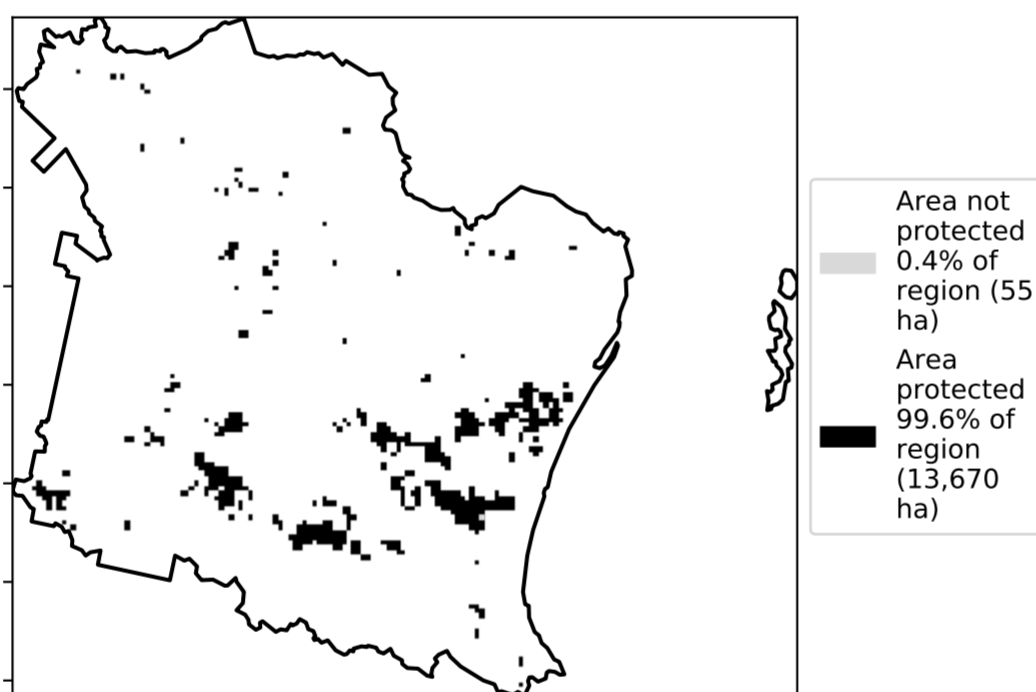 Area not
protected
0.4% of
region (55
ha)
Area
protected
99.6% of
region
(13,670
ha)